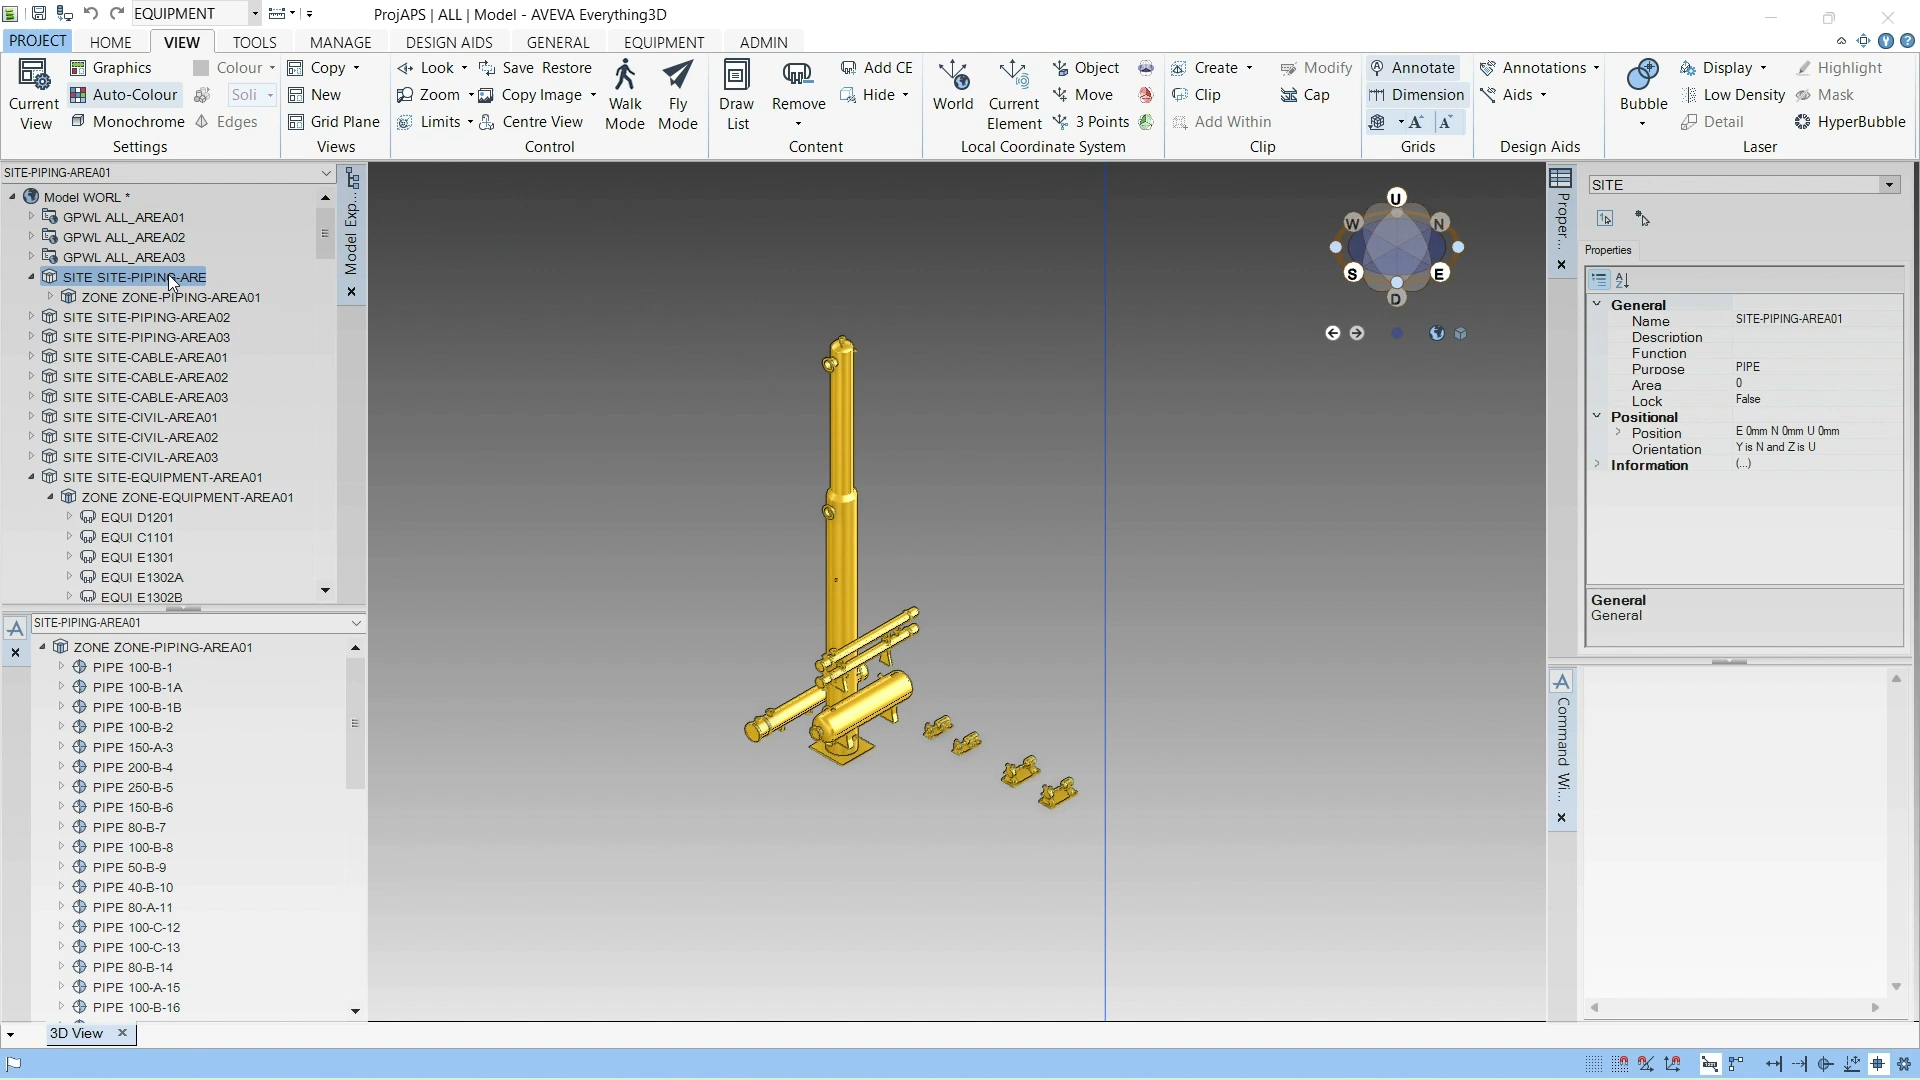 EQUIPMENT
ProjAPS | ALL | Model - AVEVA Everything3D
PROJECT HOME VIEW TOOLS MANAGE DESIGN AIDS GENERAL EQUIPMENT ADMIN
Current View
Graphics
Auto-Colour
Monochrome
Colour
Soli
Edges
Settings
Copy
New
Grid Plane
Views
Look
Zoom
Limits
Save Restore
Copy Image
Centre View
Walk Mode
Fly Mode
Control
Draw List
Remove
Add CE
Hide
Content
World
Current Element
Object
Move
3 Points
Local Coordinate System
Create
Clip
Add Within
Modify
Cap
Clip
Annotate
Dimension
Grids
Annotations
Aids
Design Aids
Bubble
Display
Low Density
Detail
Highlight
Mask
HyperBubble
Laser
SITE-PIPING-AREA01
Model WORL *
GPWL ALL_AREA01
GPWL ALL_AREA02
GPWL ALL_AREA03
SITE SITE-PIPING-ARE
ZONE ZONE-PIPING-AREA01
SITE SITE-PIPING-AREA02
SITE SITE-PIPING-AREA03
SITE SITE-CABLE-AREA01
SITE SITE-CABLE-AREA02
SITE SITE-CABLE-AREA03
SITE SITE-CIVIL-AREA01
SITE SITE-CIVIL-AREA02
SITE SITE-CIVIL-AREA03
SITE SITE-EQUIPMENT-AREA01
ZONE ZONE-EQUIPMENT-AREA01
EQUI D1201
EQUI C1101
EQUI E1301
EQUI E1302A
EQUI E1302B
Model Exp...
SITE-PIPING-AREA01
ZONE ZONE-PIPING-AREA01
PIPE 100-B-1
PIPE 100-B-1A
PIPE 100-B-1B
PIPE 100-B-2
PIPE 150-A-3
PIPE 200-B-4
PIPE 250-B-5
PIPE 150-B-6
PIPE 80-B-7
PIPE 100-B-8
PIPE 50-B-9
PIPE 40-B-10
PIPE 80-A-11
PIPE 100-C-12
PIPE 100-C-13
PIPE 80-B-14
PIPE 100-A-15
PIPE 100-B-16
3D View
U
W N
S E
D
Proper...
SITE
Properties
General
Name SITE-PIPING-AREA01
Description
Function
Purpose PIPE
Area 0
Lock False
Positional
Position E 0mm N 0mm U 0mm
Orientation Y is N and Z is U
Information (...)
General
General
Command Wi...